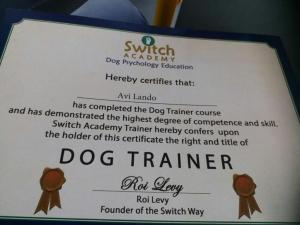 Switch
ACADEMY
Dog Psychology Education
Hereby certifies that:
Avi Lando
has completed the Dog Trainer course
and has demonstrated the highest degree of competence and skill.
Switch Academy Trainer hereby confers upon
the holder of this certificate the right and title of
DOG TRAINER
Roi Levy
Roi Levy
Founder of the Switch Way